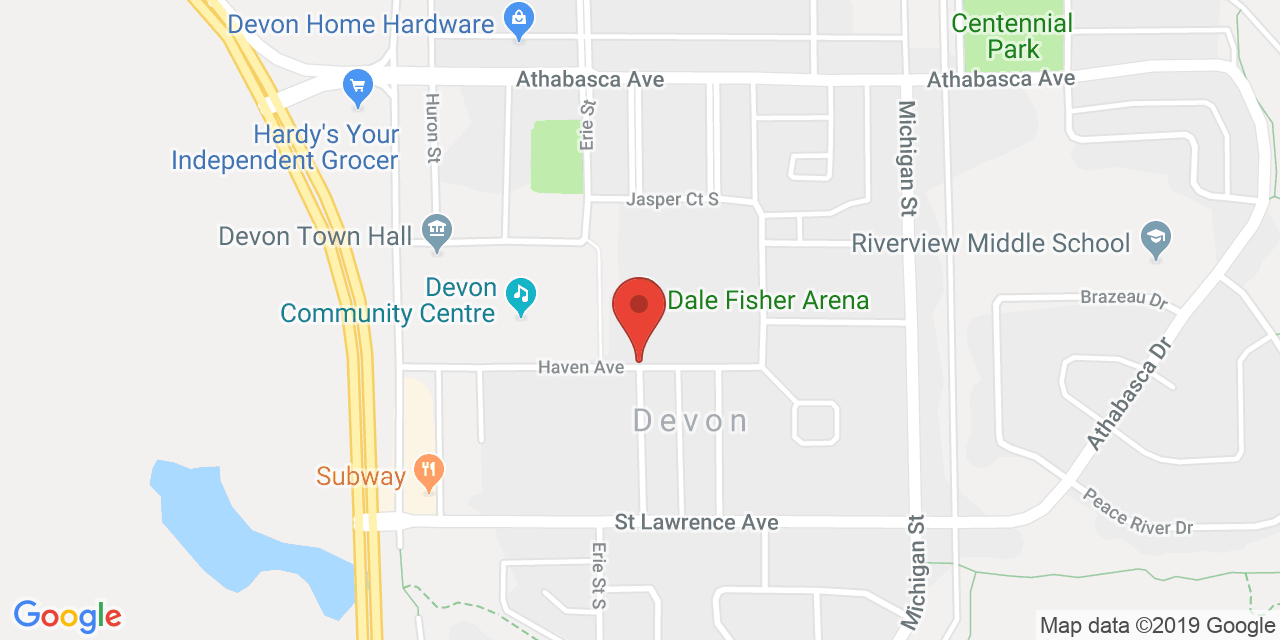 Devon Home Hardware
Centennial
Park
Athabasca Ave
Athabasca Ave
Huron St
Erie St
Michigan St
Hardy's Your
Independent Grocer
Jasper Ct S
Devon Town Hall
Riverview Middle School
Devon
Community Centre
Dale Fisher Arena
Brazeau Dr
Haven Ave
Athabasca Dr
Devon
Subway
Peace River Dr
St Lawrence Ave
Erie St S
Michigan St
Google
Map data ©2019 Google